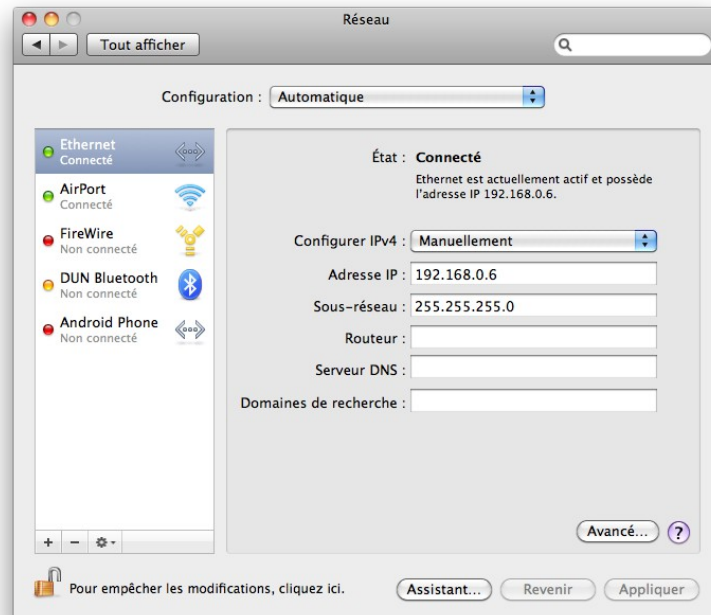 Réseau
Tout afficher
Configuration : Automatique
Ethernet
Connecté
AirPort
Connecté
FireWire
Non connecté
DUN Bluetooth
Non connecté
Android Phone
Non connecté
État : Connecté
Ethernet est actuellement actif et possède
l'adresse IP 192.168.0.6.
Configurer IPv4 : Manuellement
Adresse IP : 192.168.0.6
Sous-réseau : 255.255.255.0
Routeur :
Serveur DNS :
Domaines de recherche :
Avancé... ?
Pour empêcher les modifications, cliquez ici.
Assistant... Revenir Appliquer